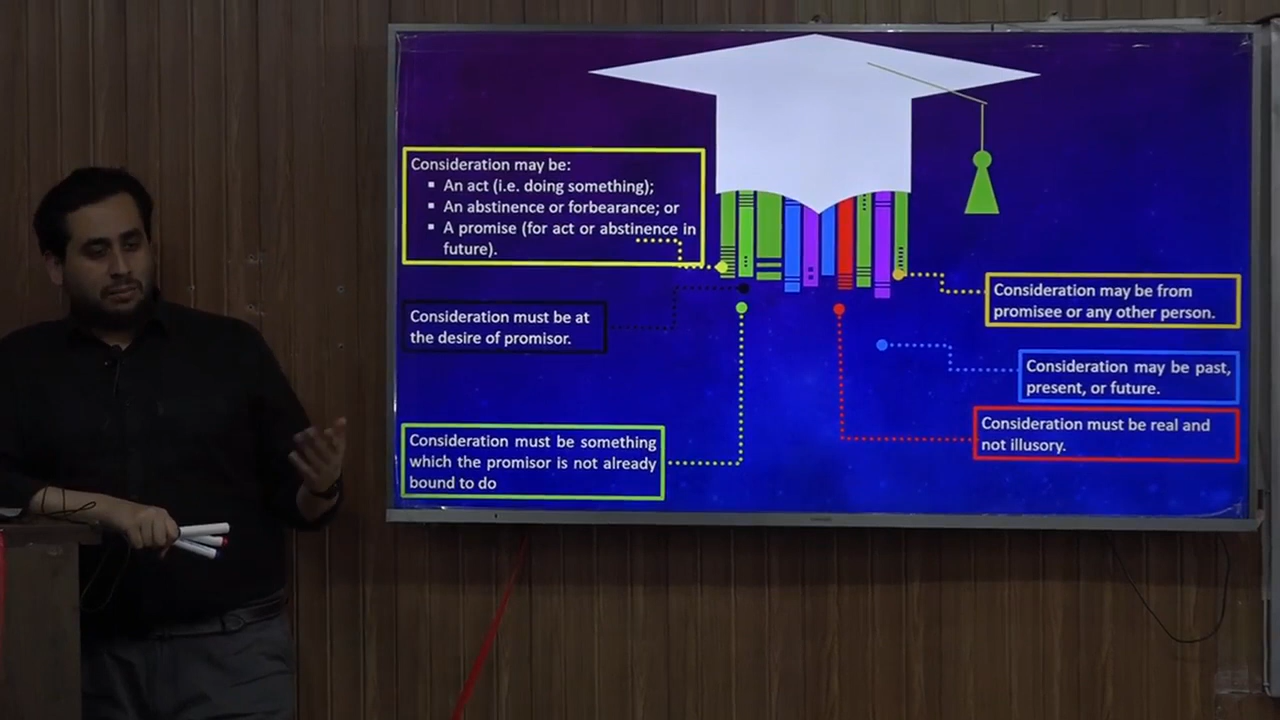 Consideration may be:
▪ An act (i.e. doing something);
▪ An abstinence or forbearance; or
▪ A promise (for act or abstinence in
future).
Consideration must be at
the desire of promisor.
Consideration must be something
which the promisor is not already
bound to do
Consideration may be from
promisee or any other person.
Consideration may be past,
present, or future.
Consideration must be real and
not illusory.